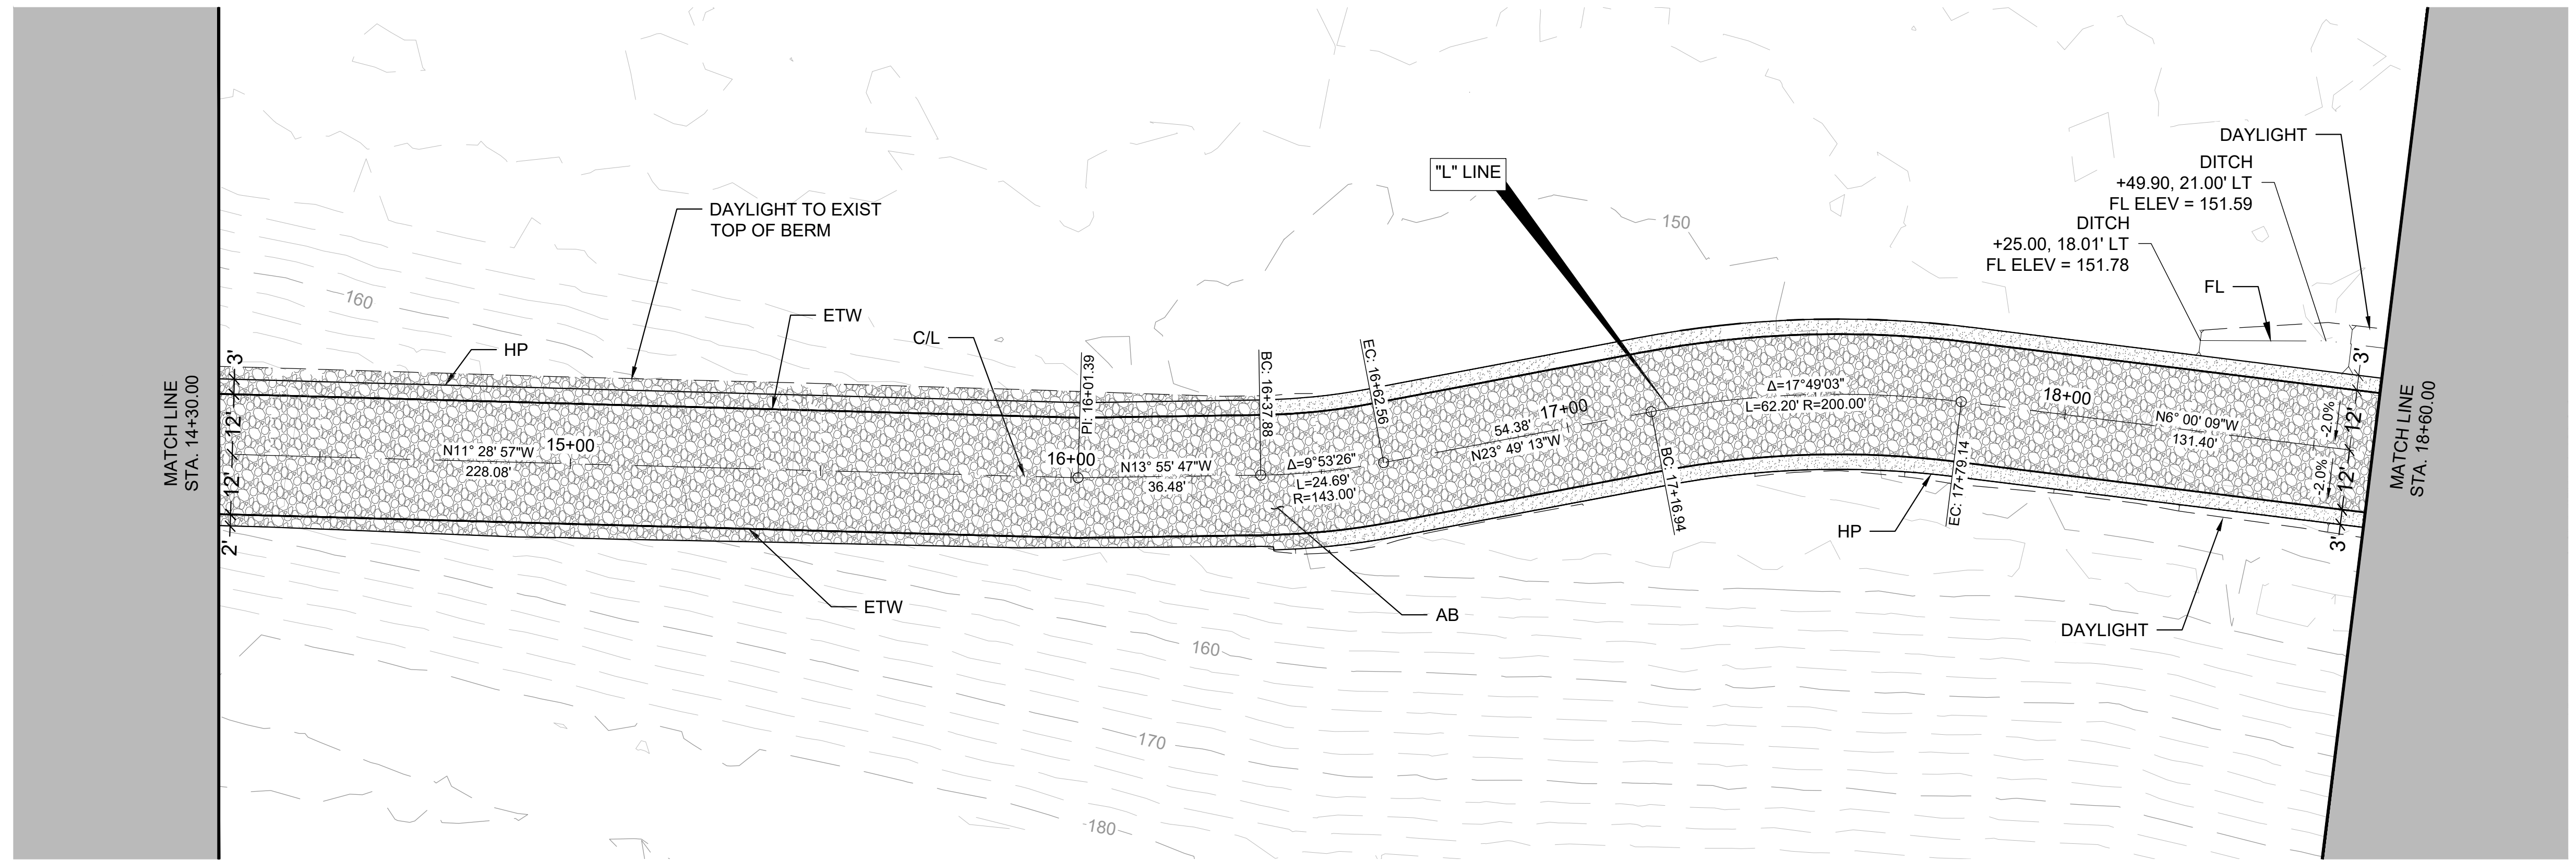 MATCH LINE
STA. 14+30.00
DAYLIGHT TO EXIST
TOP OF BERM
160
HP
ETW
C/L
"L" LINE
150
DAYLIGHT
DITCH
+49.90, 21.00' LT
FL ELEV = 151.59
DITCH
+25.00, 18.01' LT
FL ELEV = 151.78
FL
3'
12'
12'
2'
N11° 28' 57"W
228.08'
15+00
16+00
PI: 16+01.39
N13° 55' 47"W
36.48'
BC: 16+37.88
Δ=9°53'26"
L=24.69'
R=143.00'
EC: 16+62.56
54.38'
N23° 49' 13"W
17+00
BC: 17+16.94
Δ=17°49'03"
L=62.20' R=200.00'
EC: 17+79.14
18+00
N6° 00' 09"W
131.40'
-2.0%
-2.0%
3'
12'
12'
3'
MATCH LINE
STA. 18+60.00
ETW
AB
HP
DAYLIGHT
160
170
180